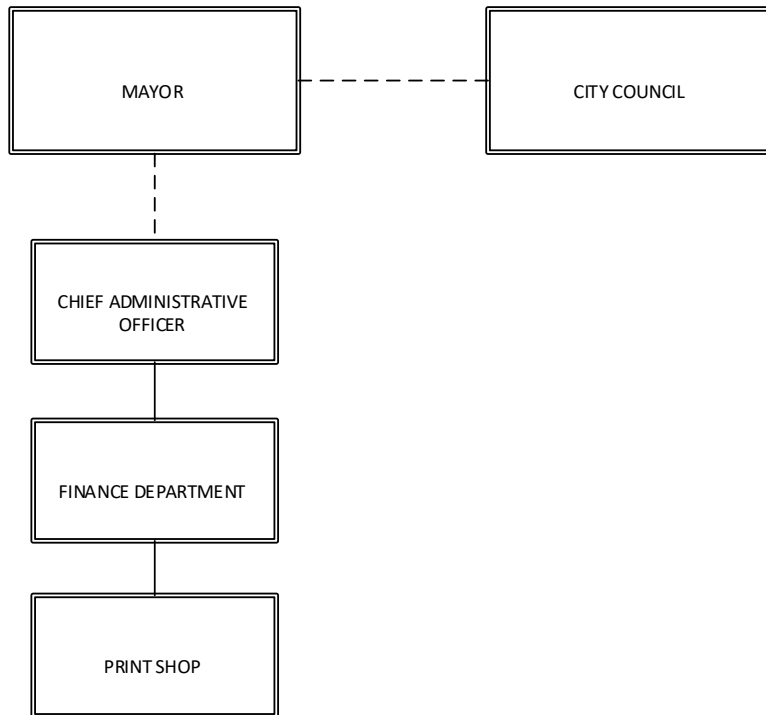 MAYOR
CITY COUNCIL
CHIEF ADMINISTRATIVE
OFFICER
FINANCE DEPARTMENT
PRINT SHOP